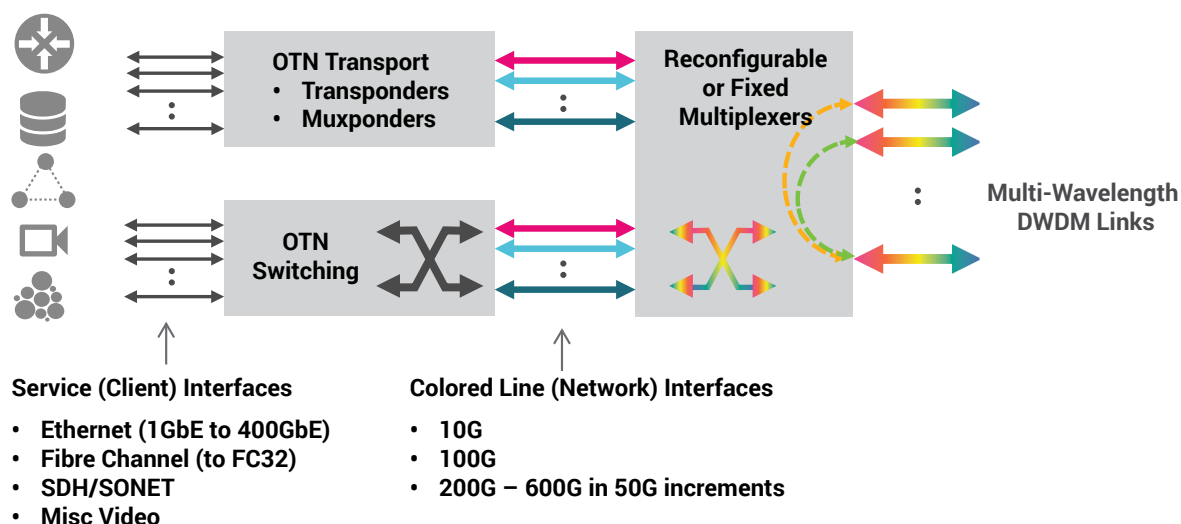 OTN Transport
• Transponders
• Muxponders
Reconfigurable
or Fixed
Multiplexers
OTN
Switching
Multi-Wavelength
DWDM Links
Service (Client) Interfaces
• Ethernet (1GbE to 400GbE)
• Fibre Channel (to FC32)
• SDH/SONET
• Misc Video
Colored Line (Network) Interfaces
• 10G
• 100G
• 200G – 600G in 50G increments